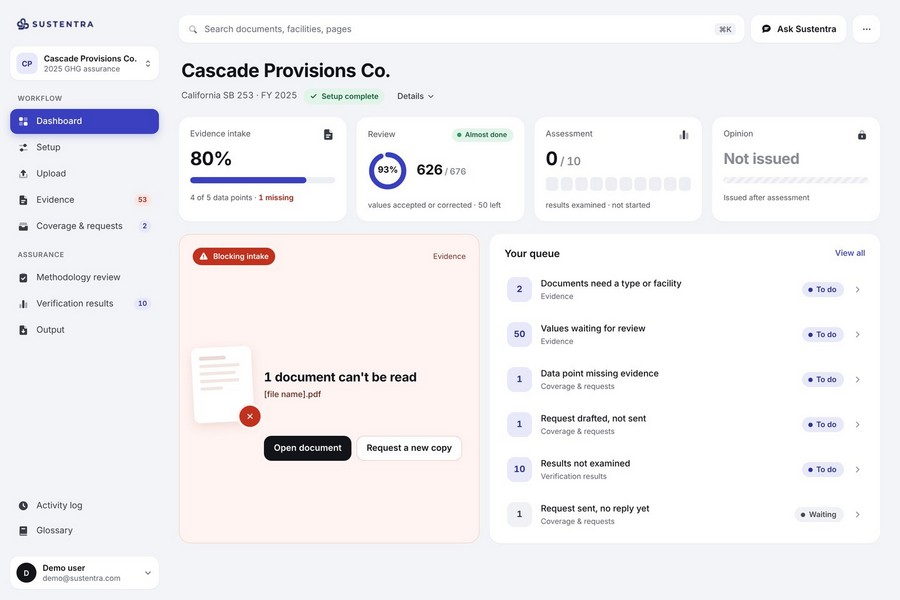 SUSTENTRA
CP
Cascade Provisions Co.
2025 GHG assurance
WORKFLOW
Dashboard
Setup
Upload
Evidence 53
Coverage & requests 2
ASSURANCE
Methodology review
Verification results 10
Output
Activity log
Glossary
D
Demo user
demo@sustentra.com
Search documents, facilities, pages ⌘K
Ask Sustentra
Cascade Provisions Co.
California SB 253 · FY 2025
Setup complete
Details
Evidence intake
80%
4 of 5 data points · 1 missing
Review
Almost done
93%
626 / 676
values accepted or corrected · 50 left
Assessment
0 / 10
results examined · not started
Opinion
Not issued
Issued after assessment
Blocking intake
Evidence
1 document can't be read
[file name].pdf
Open document
Request a new copy
Your queue
View all
2
Documents need a type or facility
Evidence
To do
50
Values waiting for review
Evidence
To do
1
Data point missing evidence
Coverage & requests
To do
1
Request drafted, not sent
Coverage & requests
To do
10
Results not examined
Verification results
To do
1
Request sent, no reply yet
Coverage & requests
Waiting